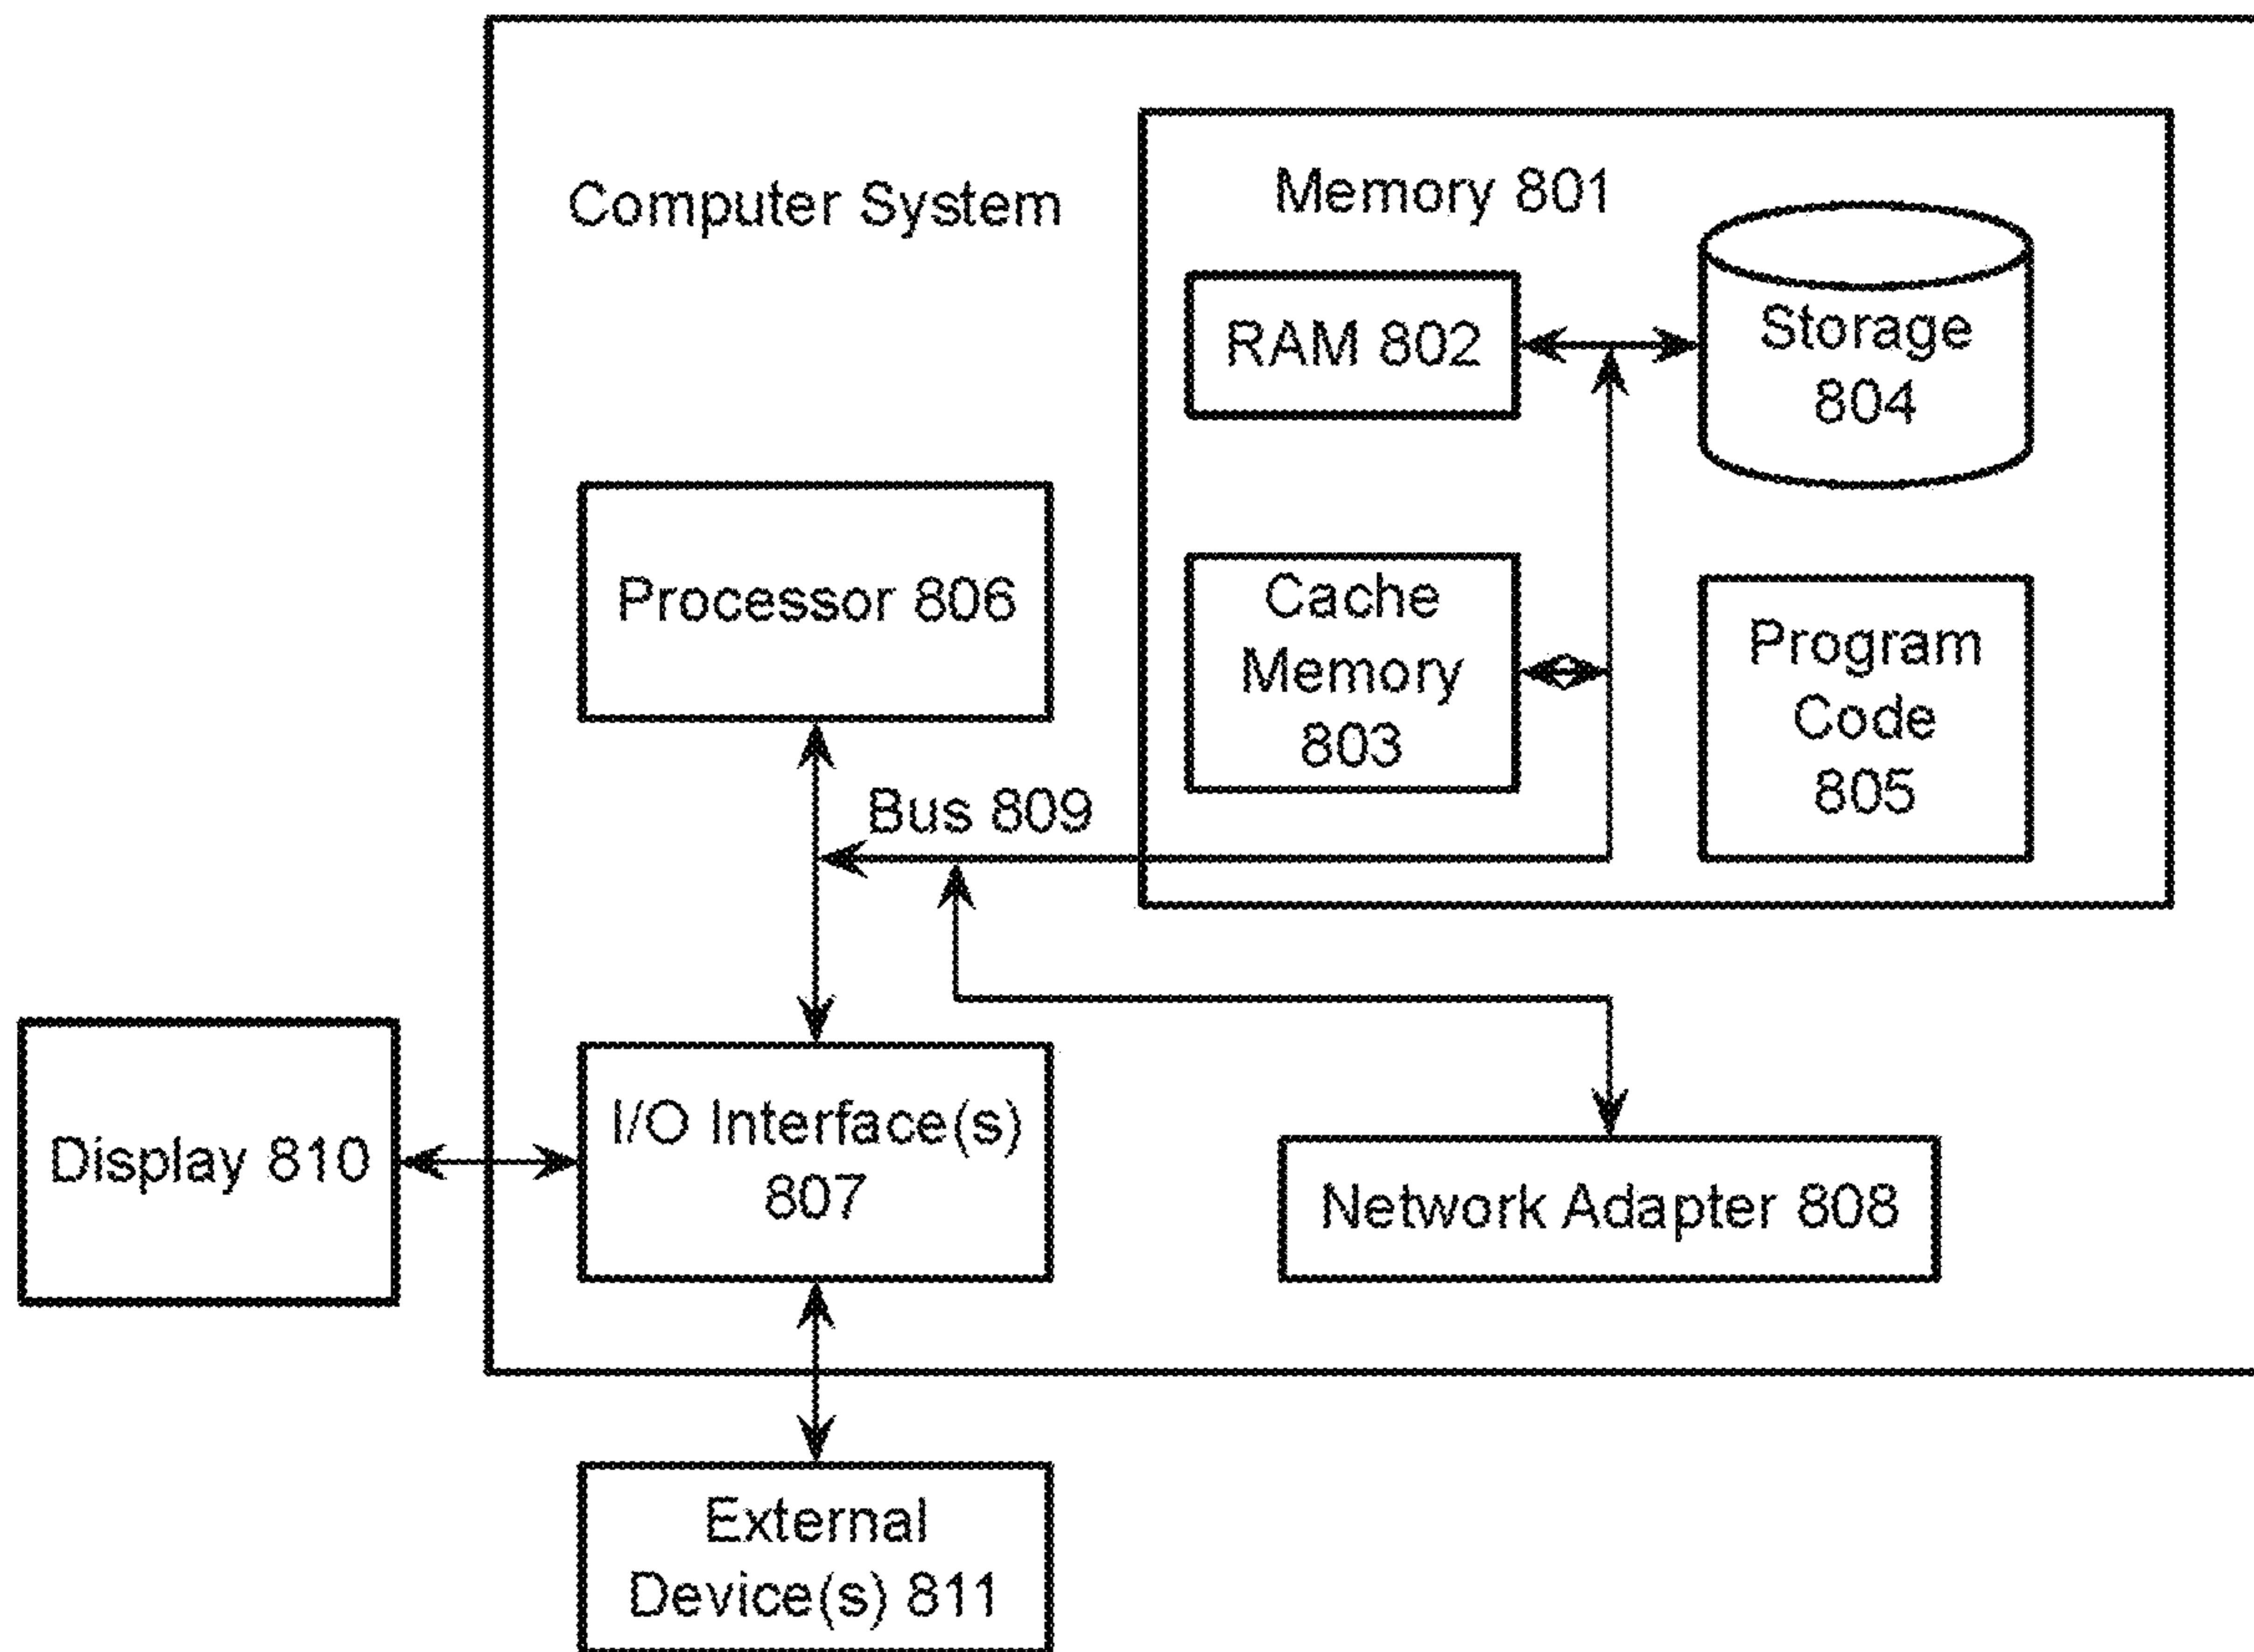 Computer System
Memory 801
RAM 802
Storage
804
Processor 806
Cache
Memory
803
Program
Code
805
Bus 809
Display 810
I/O Interface(s)
807
Network Adapter 808
External
Device(s) 811